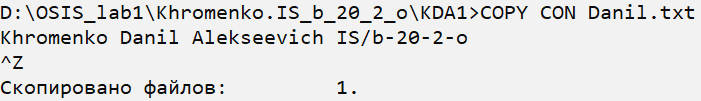 D:\OSIS_lab1\Khromenko.IS_b_20_2_o\KDA1>COPY CON Danil.txt
Khromenko Danil Alekseevich IS/b-20-2-o
^Z
Скопировано файлов:         1.